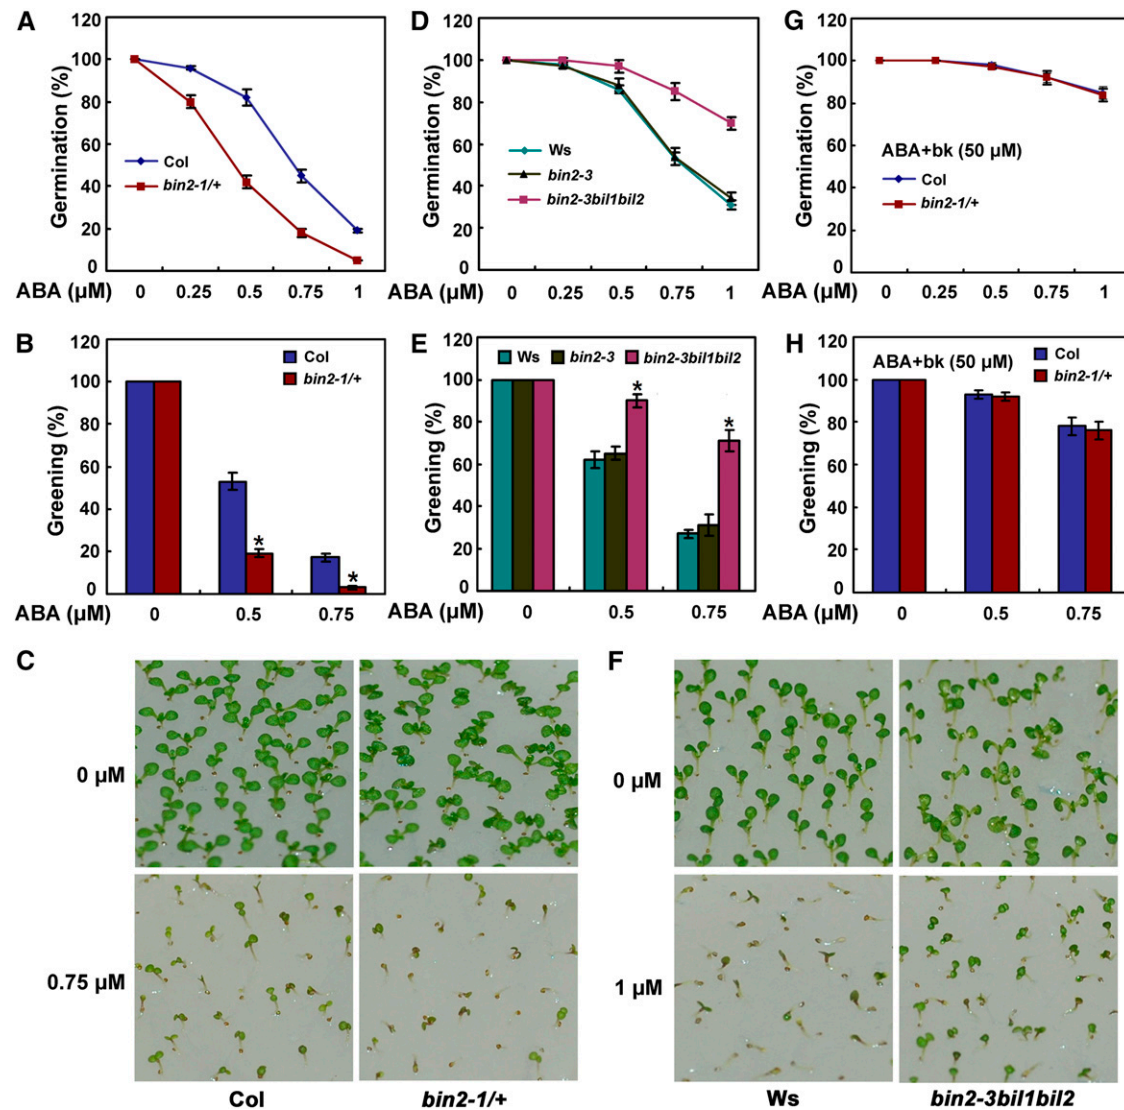 A
Germination (%)
120
100
80
60
40
20
0
Col
bin2-1/+
ABA (µM)
0 0.25 0.5 0.75 1
D
Germination (%)
120
100
80
60
40
20
0
Ws
bin2-3
bin2-3bil1bil2
ABA (µM)
0 0.25 0.5 0.75 1
G
Germination (%)
120
100
80
60
40
20
0
ABA+bk (50 µM)
Col
bin2-1/+
ABA (µM)
0 0.25 0.5 0.75 1
B
Greening (%)
120
100
80
60
40
20
0
Col
bin2-1/+
*
*
ABA (µM)
0 0.5 0.75
E
Greening (%)
120
100
80
60
40
20
0
Ws bin2-3 bin2-3bil1bil2
*
*
ABA (µM)
0 0.5 0.75
H
Greening (%)
120
100
80
60
40
20
0
ABA+bk (50 µM)
Col
bin2-1/+
ABA (µM)
0 0.5 0.75
C
0 µM
0.75 µM
Col bin2-1/+
F
0 µM
1 µM
Ws bin2-3bil1bil2